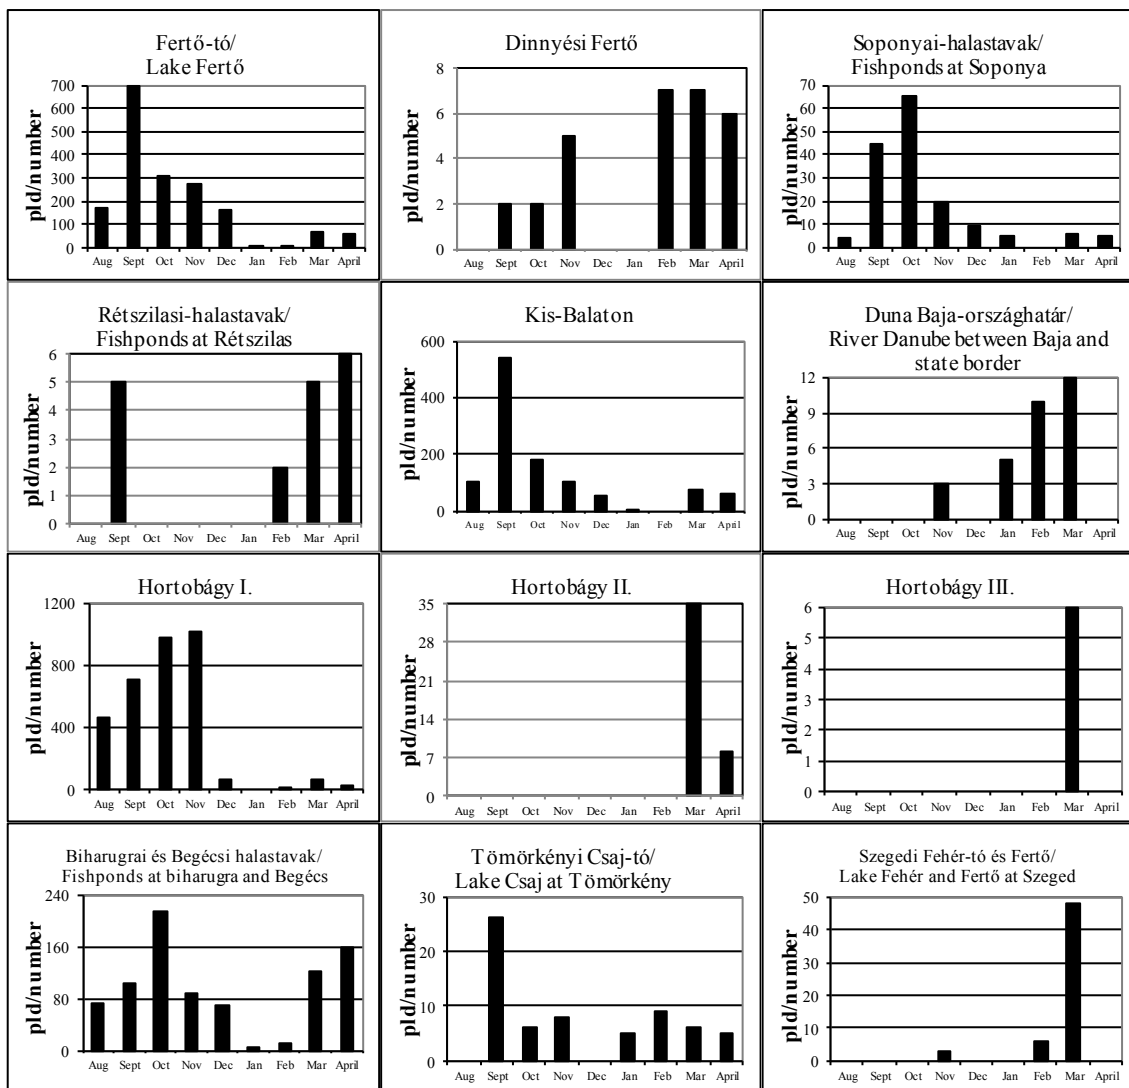 Fertő-tó/
Lake Fertő
pld/number
700
600
500
400
300
200
100
0
Aug Sept Oct Nov Dec Jan Feb Mar April
Dinnyési Fertő
pld/number
8
6
4
2
0
Aug Sept Oct Nov Dec Jan Feb Mar April
Soponyai-halastavak/
Fishponds at Soponya
pld/number
70
60
50
40
30
20
10
0
Aug Sept Oct Nov Dec Jan Feb Mar April
Rétszilasi-halastavak/
Fishponds at Rétszilas
pld/number
6
5
4
3
2
1
0
Aug Sept Oct Nov Dec Jan Feb Mar April
Kis-Balaton
pld/number
600
400
200
0
Aug Sept Oct Nov Dec Jan Feb Mar April
Duna Baja-országhatár/
River Danube between Baja and
state border
pld/number
12
9
6
3
0
Aug Sept Oct Nov Dec Jan Feb Mar April
Hortobágy I.
pld/number
1200
800
400
0
Aug Sept Oct Nov Dec Jan Feb Mar April
Hortobágy II.
pld/number
35
28
21
14
7
0
Aug Sept Oct Nov Dec Jan Feb Mar April
Hortobágy III.
pld/number
6
5
4
3
2
1
0
Aug Sept Oct Nov Dec Jan Feb Mar April
Biharugrai és Begécsi halastavak/
Fishponds at biharugra and Begécs
pld/number
240
160
80
0
Aug Sept Oct Nov Dec Jan Feb Mar April
Tömörkényi Csaj-tó/
Lake Csaj at Tömörkény
pld/number
30
20
10
0
Aug Sept Oct Nov Dec Jan Feb Mar April
Szegedi Fehér-tó és Fertő/
Lake Fehér and Fertő at Szeged
pld/number
50
40
30
20
10
0
Aug Sept Oct Nov Dec Jan Feb Mar April